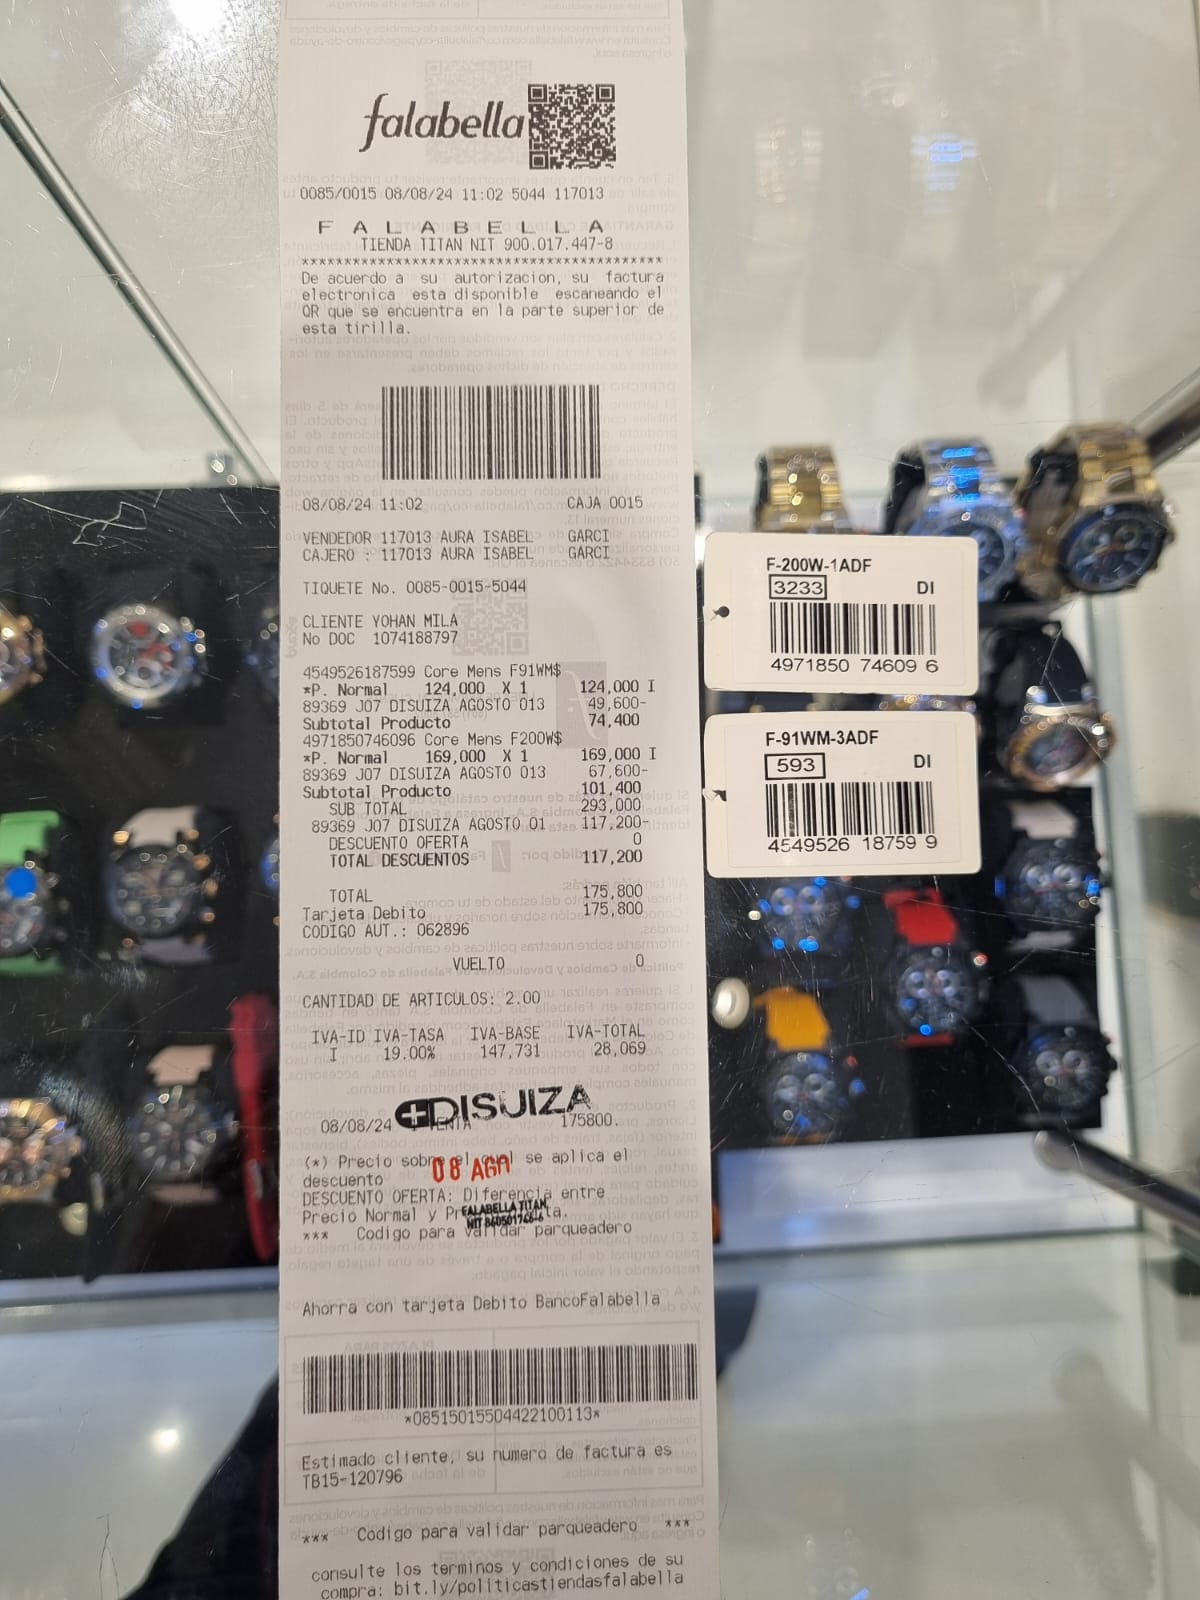 falabella
0085/0015 08/08/24 11:02 5044 117013
F A L A B E L L A
TIENDA TITAN NIT 900.017.447-8
*******************************************
De acuerdo a su autorizacion, su factura
electronica esta disponible escaneando el
QR que se encuentra en la parte superior de
esta tirilla.
08/08/24 11:02 CAJA 0015
VENDEDOR 117013 AURA ISABEL GARCI
CAJERO : 117013 AURA ISABEL GARCI
TIQUETE No. 0085-0015-5044
CLIENTE YOHAN MILA
No DOC 1074188797
4549526187599 Core Mens F91WM$
*P. Normal 124,000 X 1 124,000 I
89369 J07 DISUIZA AGOSTO 013 49,600-
Subtotal Producto 74,400
4971850746096 Core Mens F200W$
*P. Normal 169,000 X 1 169,000 I
89369 J07 DISUIZA AGOSTO 013 67,600-
Subtotal Producto 101,400
SUB TOTAL 293,000
89369 J07 DISUIZA AGOSTO 01 117,200-
DESCUENTO OFERTA 0
TOTAL DESCUENTOS 117,200
TOTAL 175,800
Tarjeta Debito 175,800
CODIGO AUT.: 062896
VUELTO 0
CANTIDAD DE ARTICULOS: 2.00
IVA-ID IVA-TASA IVA-BASE IVA-TOTAL
I 19.00% 147,731 28,069
DISUIZA
08/08/24 VENTA 175800.
(*) Precio sobre el cual se aplica el
08 AGO
descuento
DESCUENTO OFERTA: Diferencia entre
Precio Normal y
FALABELLA TITAN
NIT 860501766-6
*** Codigo para validar parqueadero
Ahorra con tarjeta Debito BancoFalabella
*08515015504422100113*
Estimado cliente, su numero de factura es
TB15-120796
*** Codigo para validar parqueadero ***
consulte los terminos y condiciones de su
compra: bit.ly/politicastiendasfalabella
F-200W-1ADF
3233 DI
4971850 74609 6
F-91WM-3ADF
593 DI
4549526 18759 9